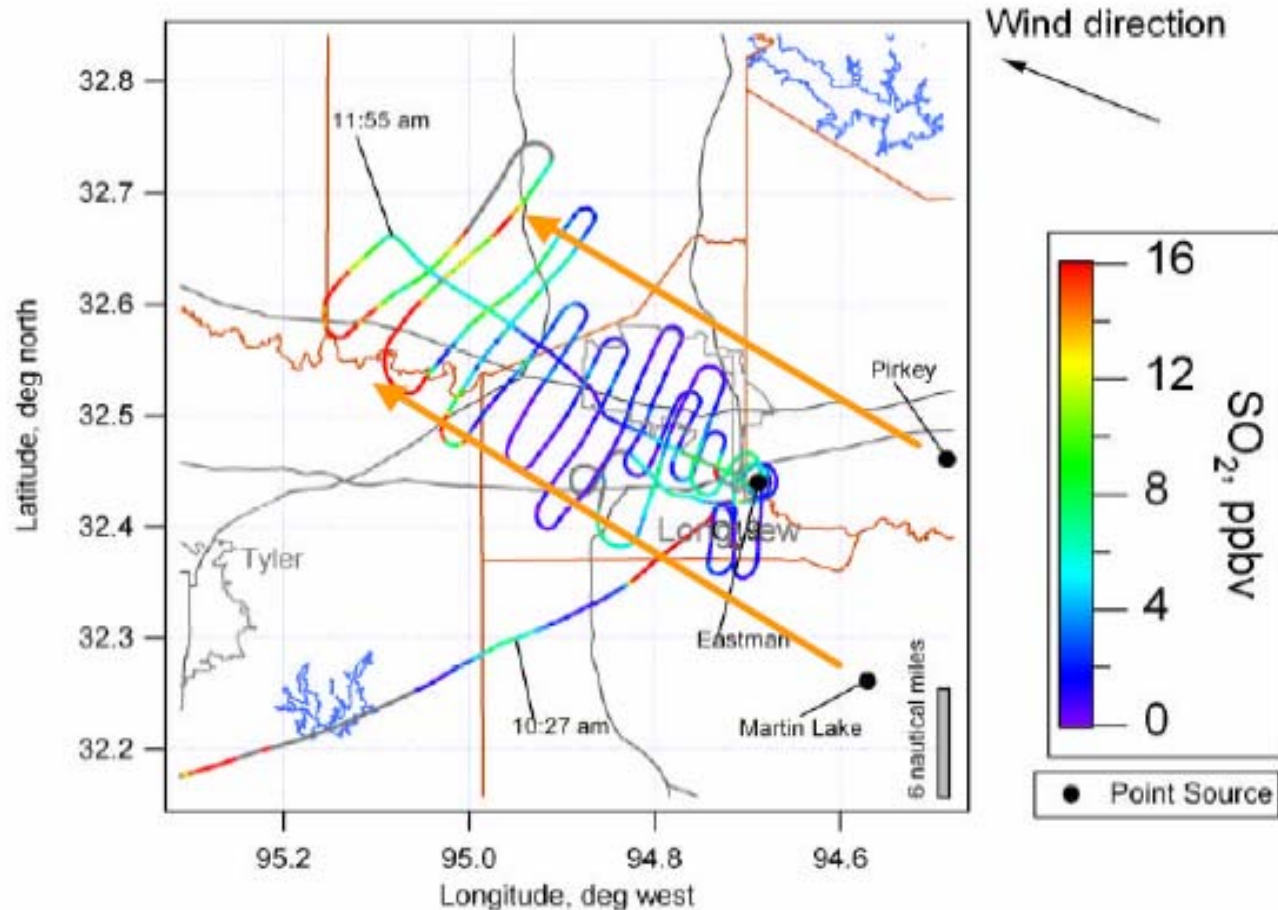 Wind direction
32.8
32.7
32.6
32.5
32.4
32.3
32.2
Latitude, deg north
11:55 am
Pirkey
Longview
Tyler
Eastman
Martin Lake
10:27 am
6 nautical miles
95.2
95.0
94.8
94.6
Longitude, deg west
16
12
8
4
0
SO2, ppbv
Point Source